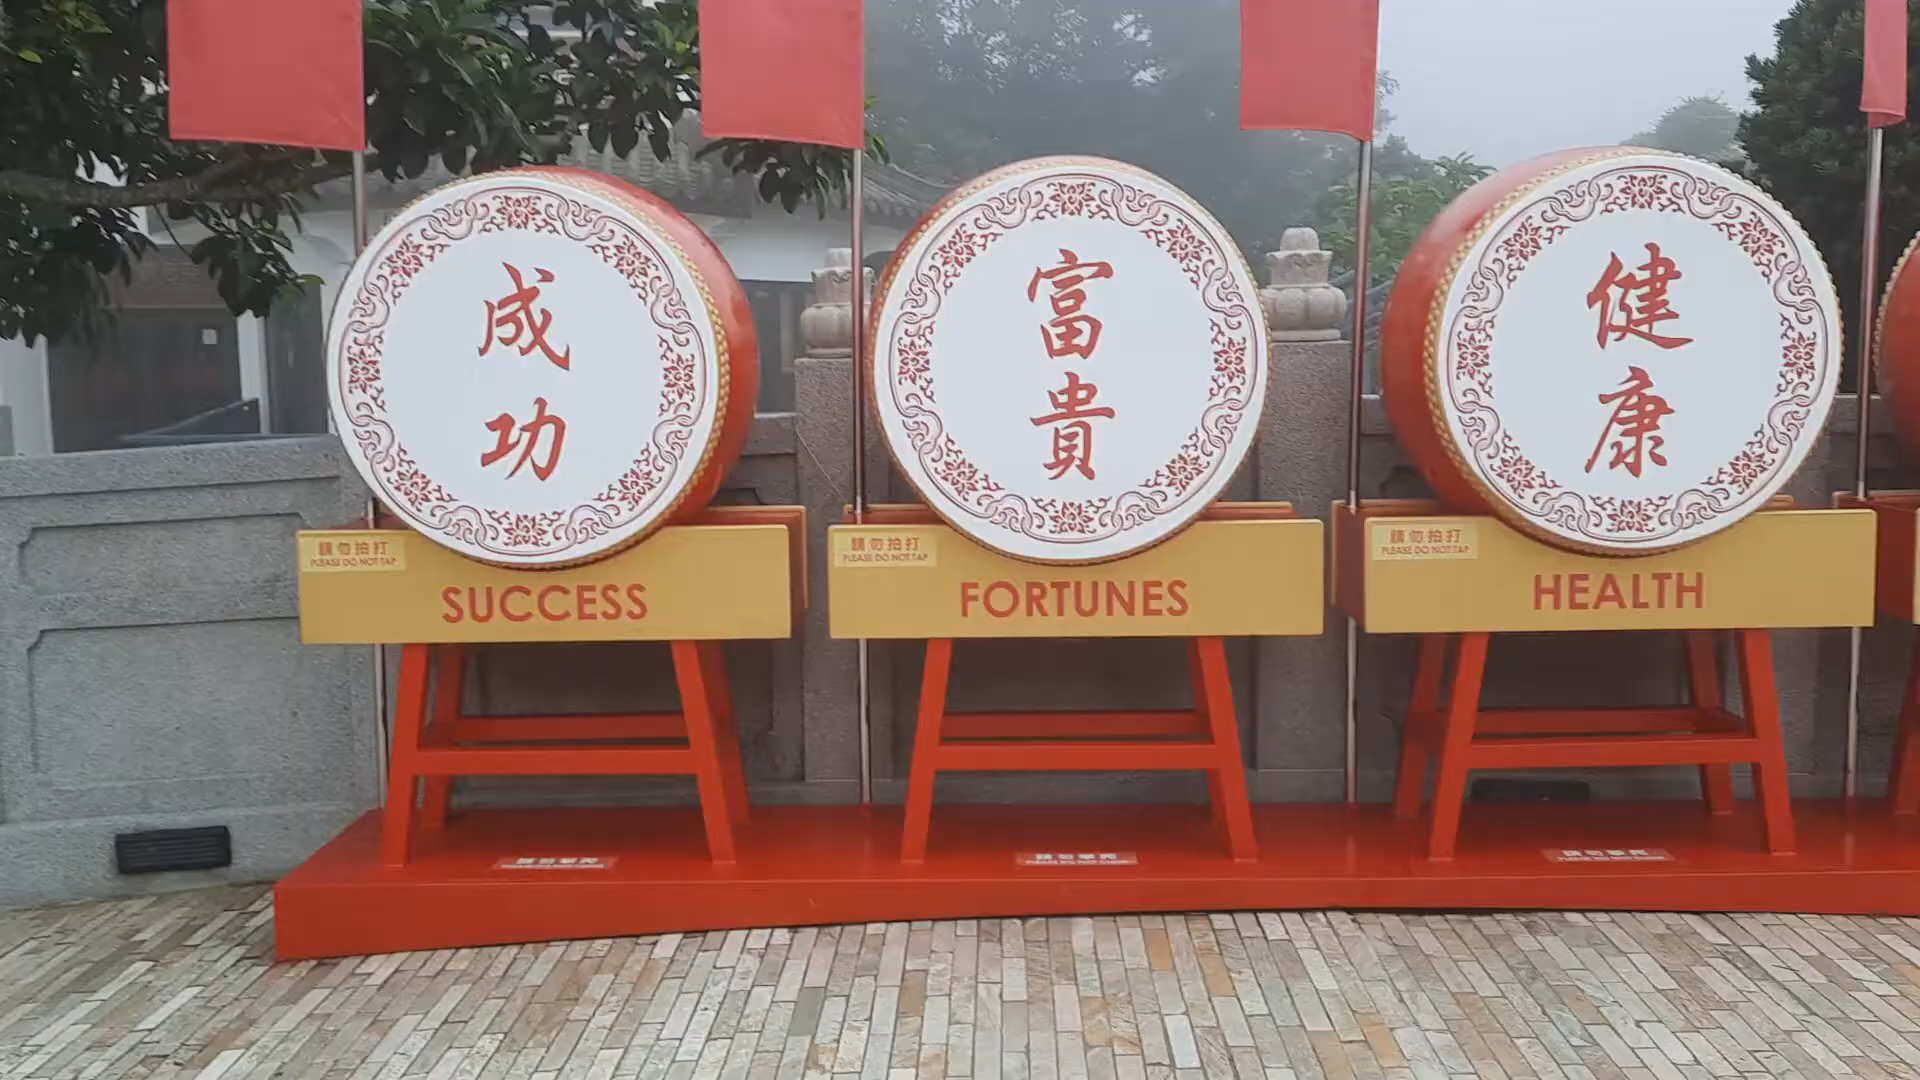 成功
請勿拍打
PLEASE DO NOT TAP
SUCCESS
富貴
請勿拍打
PLEASE DO NOT TAP
FORTUNES
健康
請勿拍打
PLEASE DO NOT TAP
HEALTH